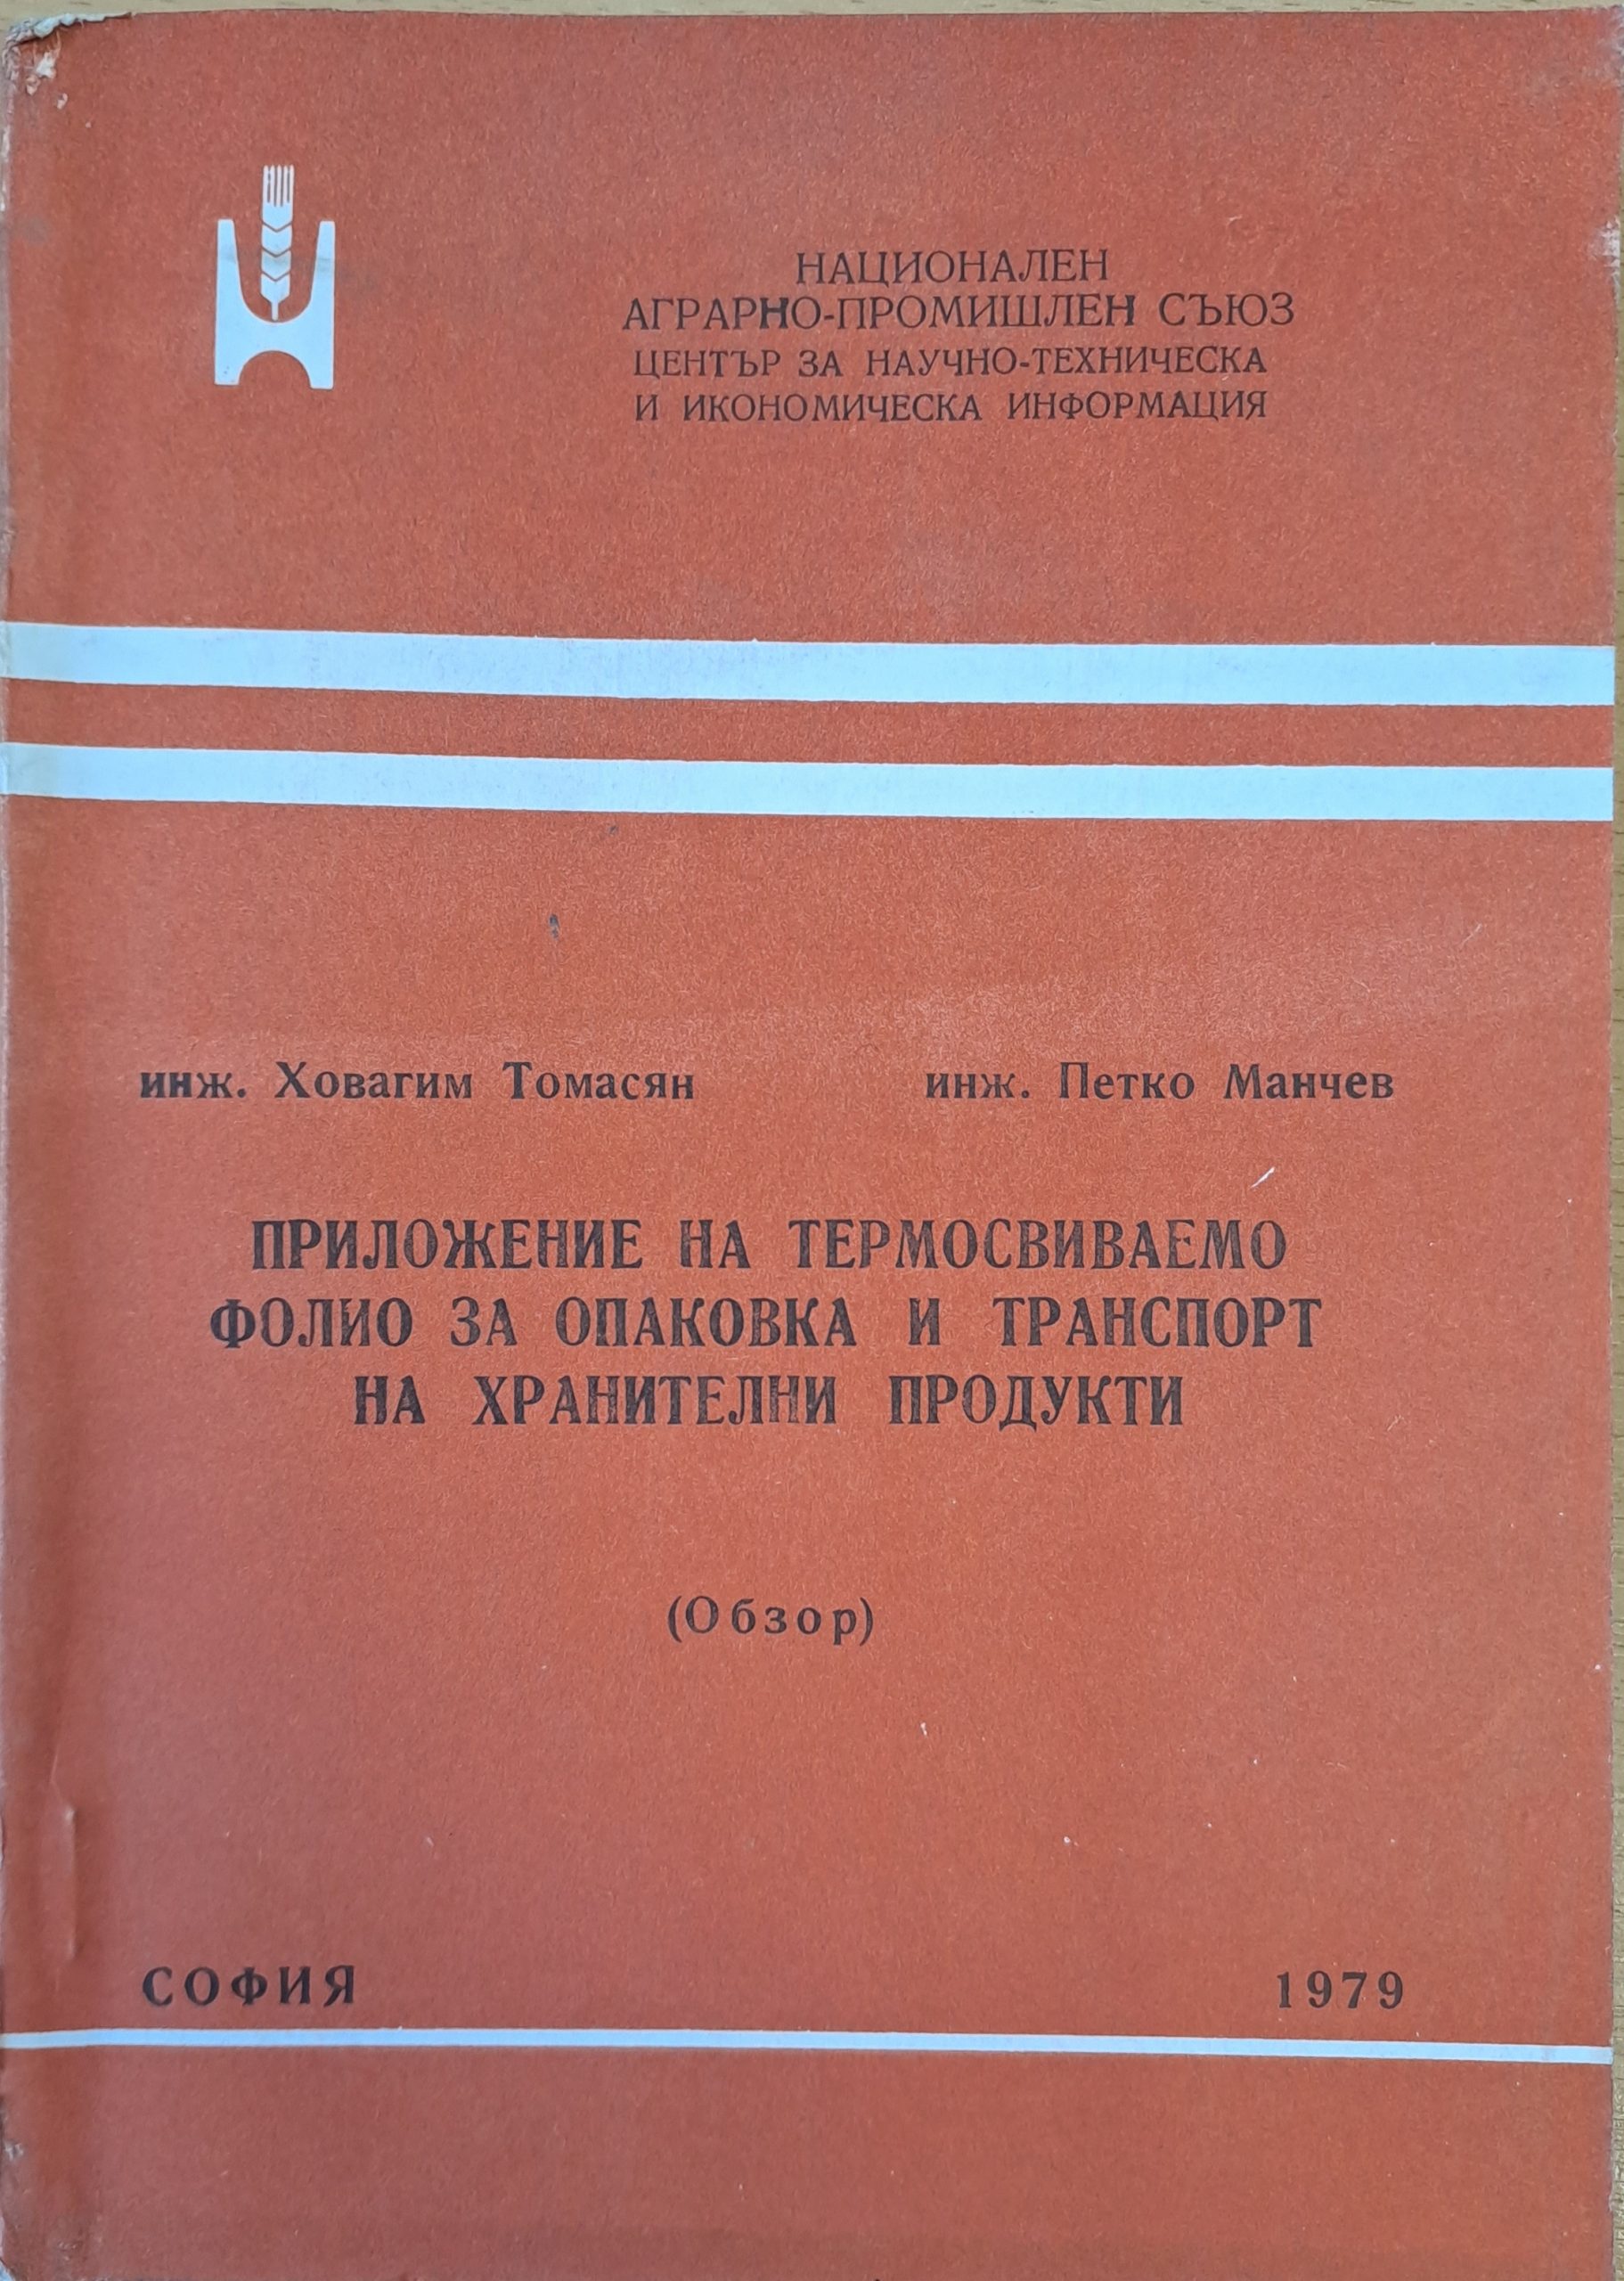 НАЦИОНАЛЕН
АГРАРНО-ПРОМИШЛЕН СЪЮЗ
ЦЕНТЪР ЗА НАУЧНО-ТЕХНИЧЕСКА
И ИКОНОМИЧЕСКА ИНФОРМАЦИЯ
инж. Ховагим Томасян инж. Петко Манчев
ПРИЛОЖЕНИЕ НА ТЕРМОСВИВАЕМО
ФОЛИО ЗА ОПАКОВКА И ТРАНСПОРТ
НА ХРАНИТЕЛНИ ПРОДУКТИ
(Обзор)
СОФИЯ 1979